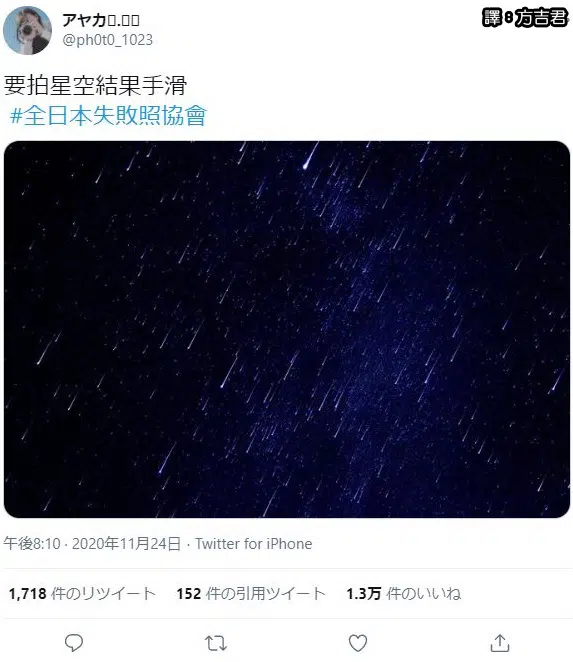 アヤカ𓁿.𓈒𓂂
譯：方吉君
@ph0t0_1023
要拍星空結果手滑
#全日本失敗照協會
午後8:10 · 2020年11月24日 · Twitter for iPhone
1,718 件のリツイート 152 件の引用ツイート 1.3万 件のいいね